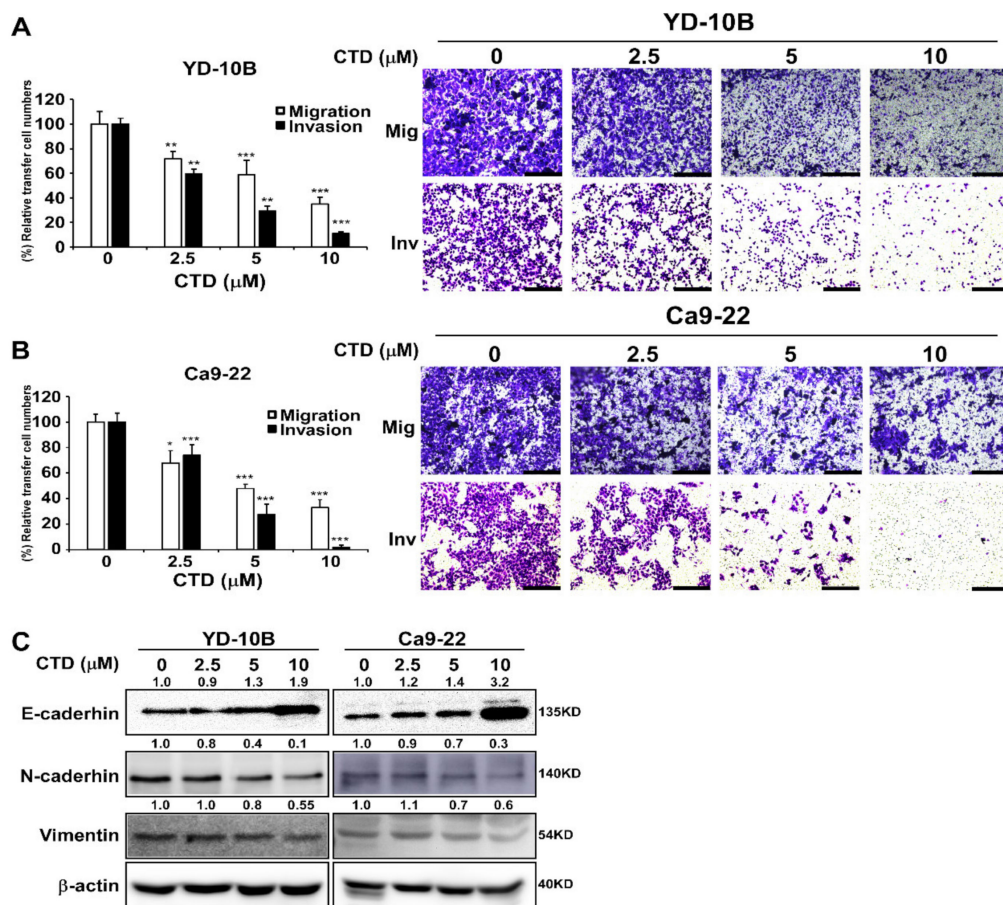 A
YD-10B
(%) Relative transfer cell numbers
120
100
80
60
40
20
0
Migration
Invasion
** ** *** ** *** ***
0 2.5 5 10
CTD (μM)
YD-10B
CTD (μM) 0 2.5 5 10
Mig
Inv
B
Ca9-22
(%) Relative transfer cell numbers
120
100
80
60
40
20
0
Migration
Invasion
* *** *** *** *** ***
0 2.5 5 10
CTD (μM)
Ca9-22
CTD (μM) 0 2.5 5 10
Mig
Inv
C
YD-10B Ca9-22
CTD (μM) 0 2.5 5 10 0 2.5 5 10
1.0 0.9 1.3 1.9 1.0 1.2 1.4 3.2
E-caderhin 135KD
1.0 0.8 0.4 0.1 1.0 0.9 0.7 0.3
N-caderhin 140KD
1.0 1.0 0.8 0.55 1.0 1.1 0.7 0.6
Vimentin 54KD
β-actin 40KD